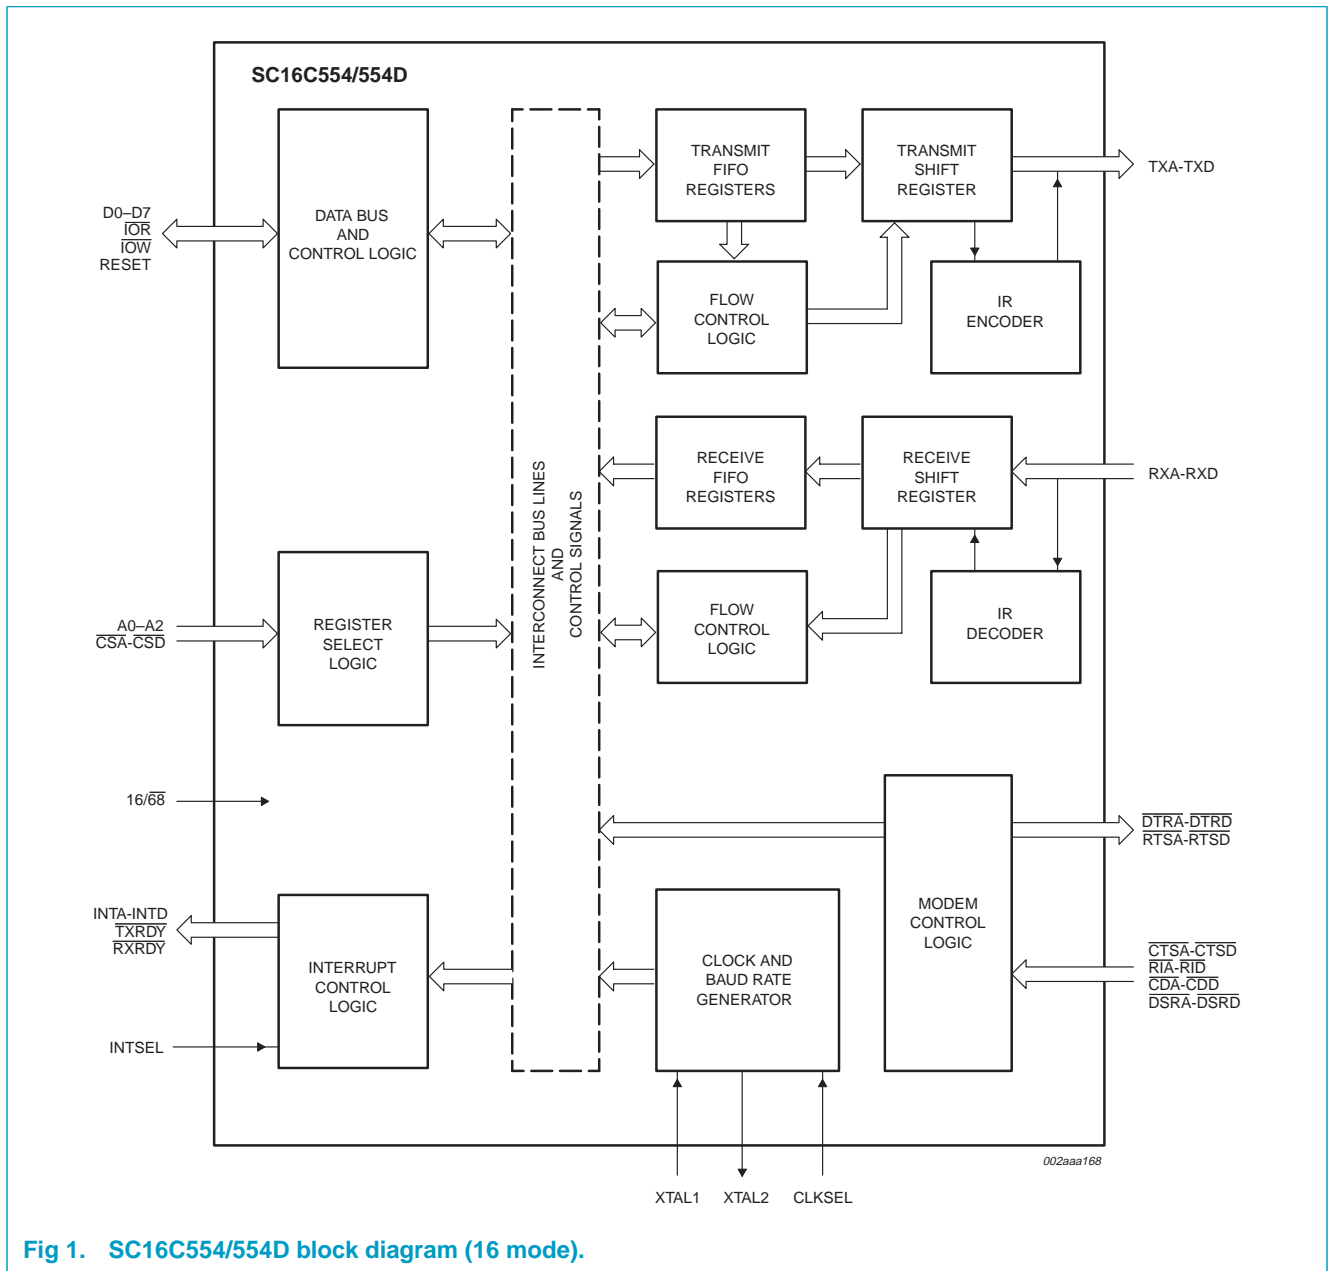 SC16C554/554D
DATA BUS
AND
CONTROL LOGIC
D0–D7
IOR
IOW
RESET
TRANSMIT
FIFO
REGISTERS
TRANSMIT
SHIFT
REGISTER
TXA-TXD
FLOW
CONTROL
LOGIC
IR
ENCODER
RECEIVE
FIFO
REGISTERS
RECEIVE
SHIFT
REGISTER
RXA-RXD
FLOW
CONTROL
LOGIC
IR
DECODER
INTERCONNECT BUS LINES
AND
CONTROL SIGNALS
A0–A2
CSA-CSD
REGISTER
SELECT
LOGIC
16/68
DTRA-DTRD
RTSA-RTSD
MODEM
CONTROL
LOGIC
CTSA-CTSD
RIA-RID
CDA-CDD
DSRA-DSRD
INTA-INTD
TXRDY
RXRDY
INTERRUPT
CONTROL
LOGIC
INTSEL
CLOCK AND
BAUD RATE
GENERATOR
XTAL1
XTAL2
CLKSEL
002aaa168
Fig 1. SC16C554/554D block diagram (16 mode).